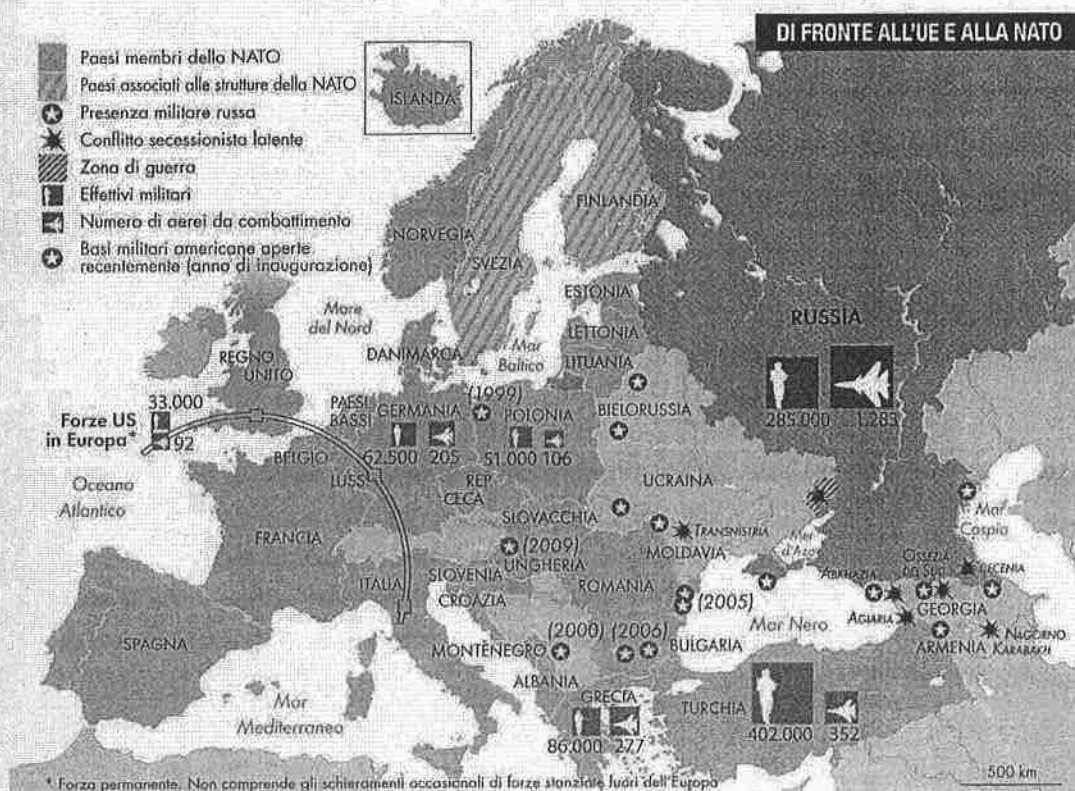 DI FRONTE ALL'UE E ALLA NATO
Paesi membri della NATO
Paesi associati alle strutture della NATO
Presenza militare russa
Conflitto secessionista latente
Zona di guerra
Effettivi militari
Numero di aerei da combattimento
Basi militari americane aperte
recentemente (anno di inaugurazione)
ISLANDA
FINLANDIA
NORVEGIA
SVEZIA
ESTONIA
Mare
del Nord
LETTONIA
RUSSIA
Mar
Baltico
DANIMARCA
LITUANIA
REGNO
UNITO
285.000
1.285
(1999)
BIELORUSSIA
33.000
Forze US
in Europa*
92
PAESI
BASSI
GERMANIA
POLONIA
62.500
205
51.000
106
BELGIO
LUSS
REP
CECA
UCRAINA
Oceano
Atlantico
SLOVACCHIA
TRANSNISTRIA
MOLDAVIA
Mar
d'Azov
Mar
Caspio
FRANCIA
(2009)
UNGHERIA
SLOVENIA
CROAZIA
ITALIA
ROMANIA
(2005)
ABKHAZIA
OSSEZIA
DEL SUD
CECENIA
GEORGIA
AGIARIA
Mar Nero
ARMENIA
NAGORNO
KARABAKH
SPAGNA
(2000)
(2006)
MONTENEGRO
BULGARIA
ALBANIA
GRECIA
TURCHIA
Mar
Mediterraneo
86.000
277
402.000
352
* Forza permanente. Non comprende gli schieramenti occasionali di forze stanziate fuori dell'Europa
500 km